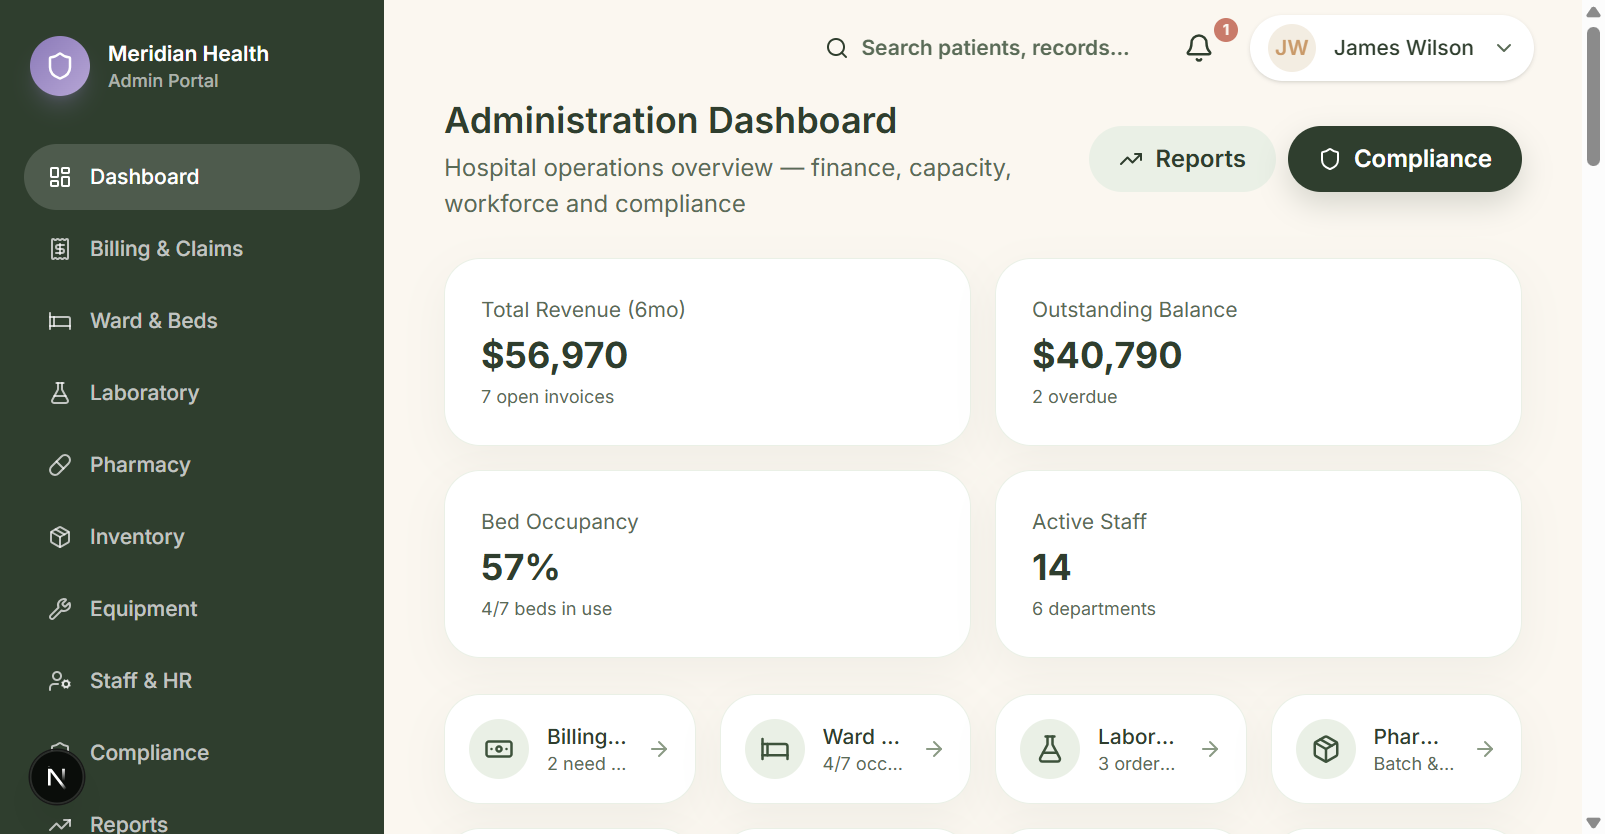 Meridian Health
Admin Portal
Dashboard
Billing & Claims
Ward & Beds
Laboratory
Pharmacy
Inventory
Equipment
Staff & HR
Compliance
Reports
N
Search patients, records...
1
JW
James Wilson
Administration Dashboard
Hospital operations overview — finance, capacity,
workforce and compliance
Reports
Compliance
Total Revenue (6mo)
$56,970
7 open invoices
Outstanding Balance
$40,790
2 overdue
Bed Occupancy
57%
4/7 beds in use
Active Staff
14
6 departments
Billing...
2 need ...
Ward ...
4/7 occ...
Labor...
3 order...
Phar...
Batch &...